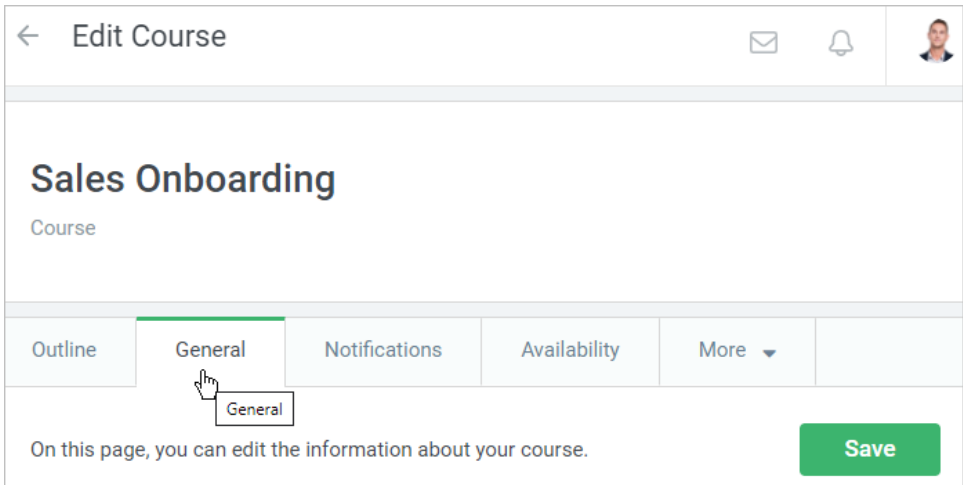 Edit Course
Sales Onboarding
Course
Outline General Notifications Availability More
General
On this page, you can edit the information about your course. Save